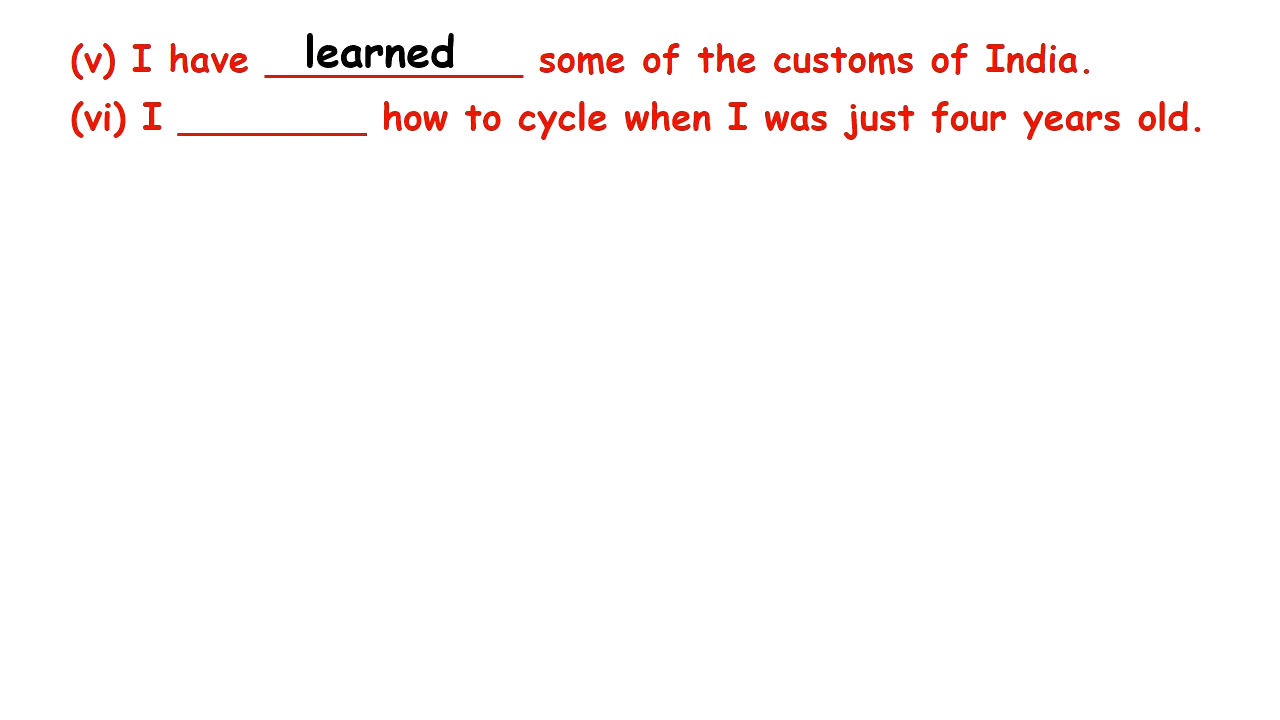 (v) I have learned some of the customs of India.
(vi) I ________ how to cycle when I was just four years old.